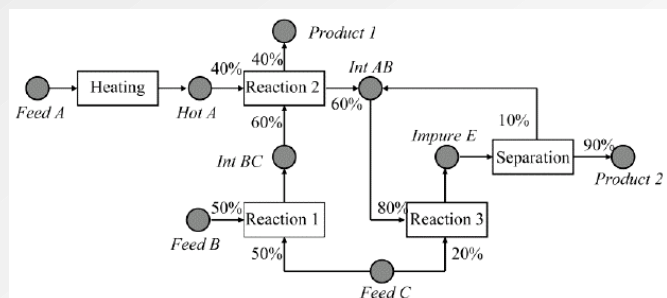 Product 1
40%
Int AB
Heating
40%
Reaction 2
60%
10%
Feed A
Hot A
60%
Impure E
90%
Separation
Int BC
Product 2
50%
Reaction 1
80%
Reaction 3
Feed B
50%
20%
Feed C